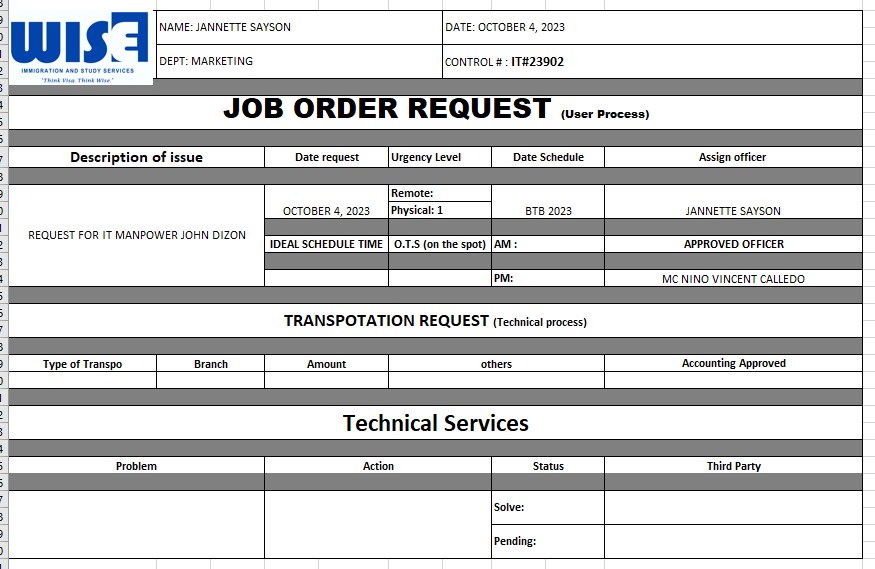 WISE
IMMIGRATION AND STUDY SERVICES
"Think Visa. Think Wise."
NAME: JANNETTE SAYSON
DATE: OCTOBER 4, 2023
DEPT: MARKETING
CONTROL # : IT#23902
JOB ORDER REQUEST (User Process)
Description of issue
Date request
Urgency Level
Date Schedule
Assign officer
REQUEST FOR IT MANPOWER JOHN DIZON
OCTOBER 4, 2023
Remote:
Physical: 1
BTB 2023
JANNETTE SAYSON
IDEAL SCHEDULE TIME
O.T.S (on the spot)
AM :
APPROVED OFFICER
PM:
MC NINO VINCENT CALLEDO
TRANSPOTATION REQUEST (Technical process)
Type of Transpo
Branch
Amount
others
Accounting Approved
Technical Services
Problem
Action
Status
Third Party
Solve:
Pending: